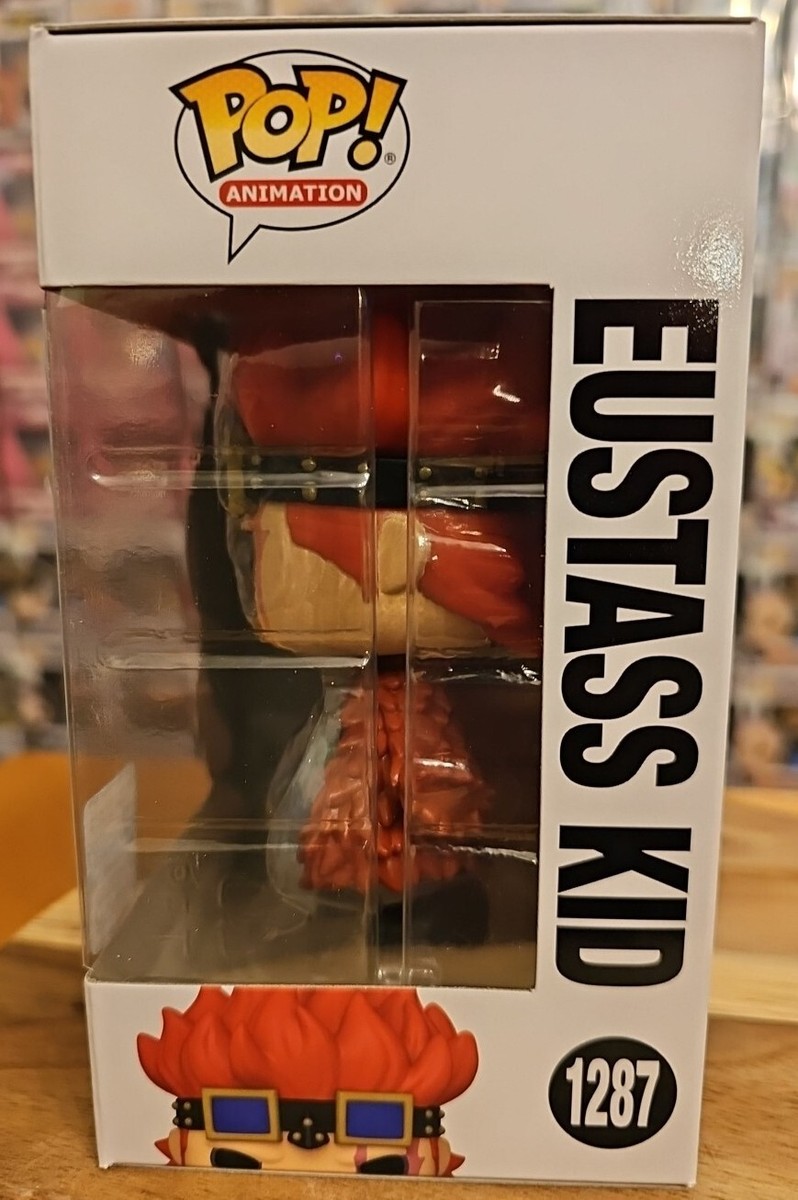 POP!®
ANIMATION
EUSTASS KID
1287